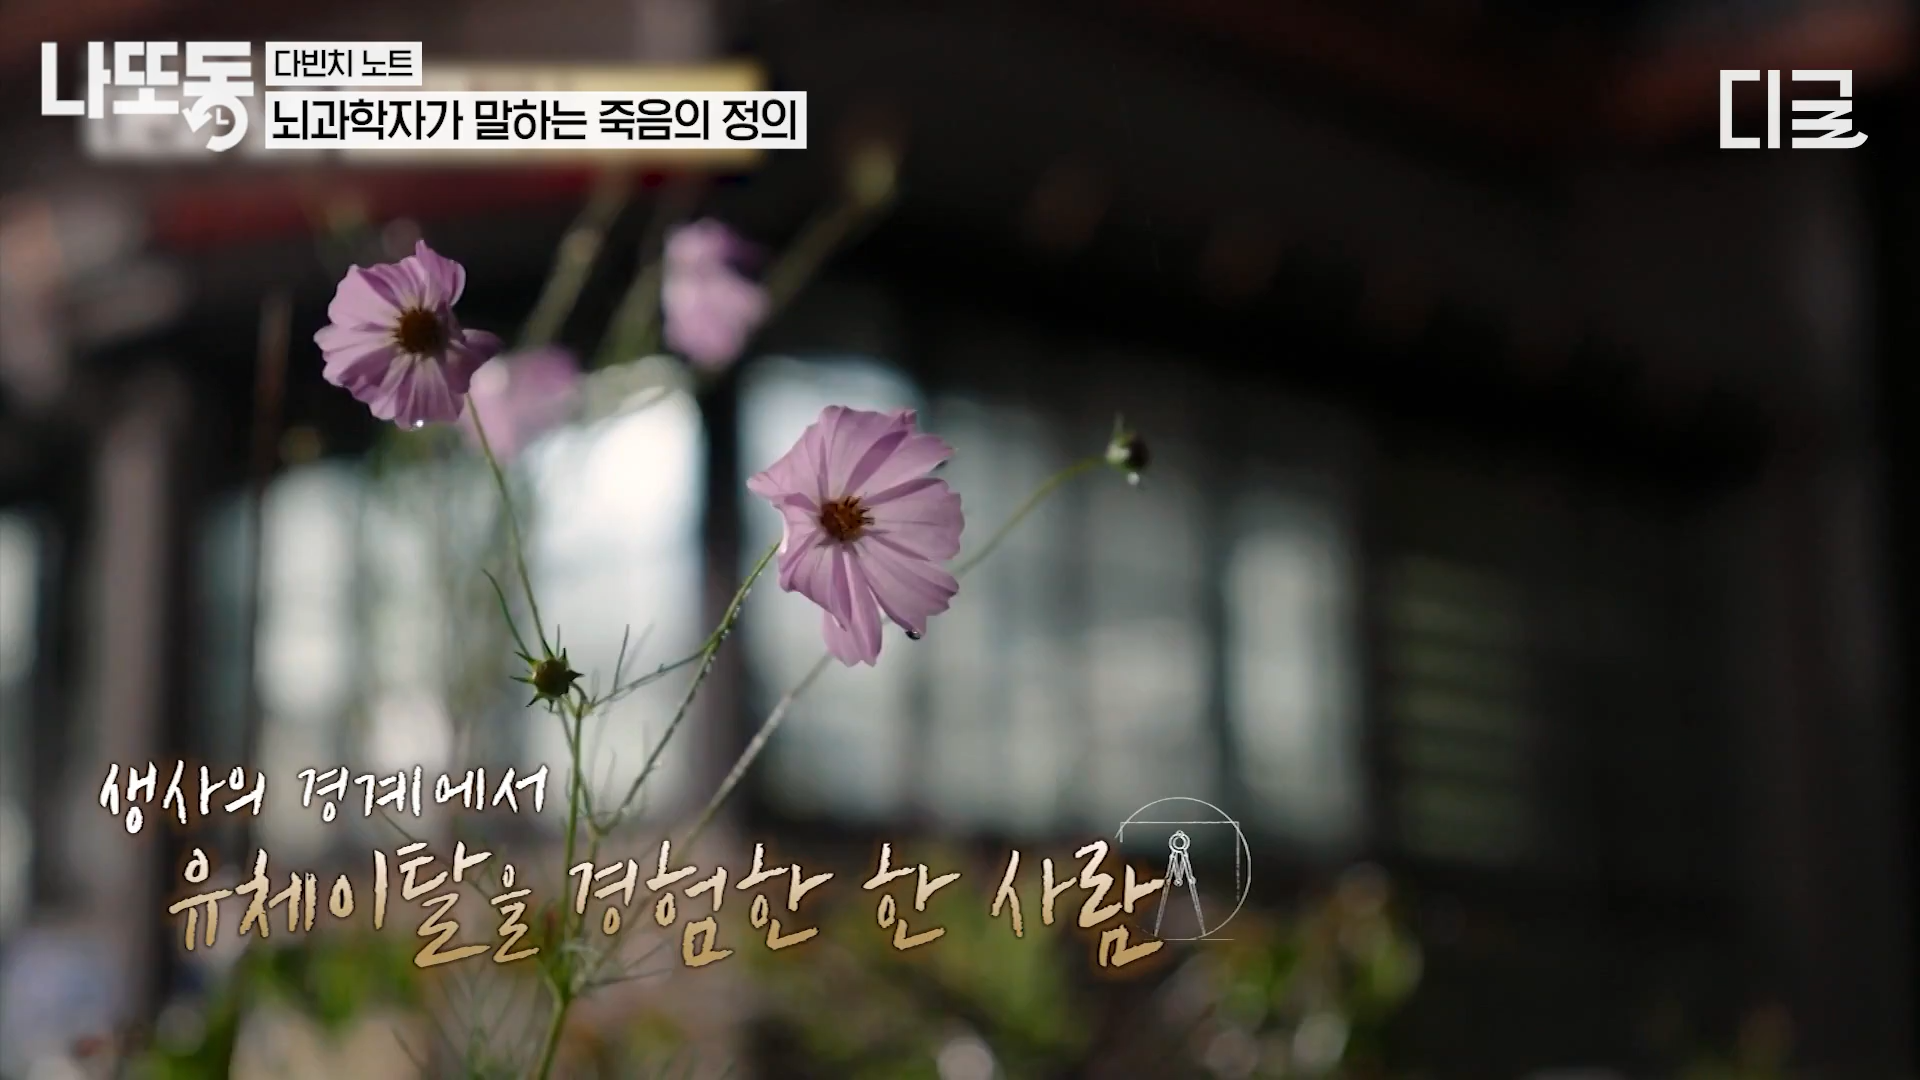 나또동
다빈치 노트
뇌과학자가 말하는 죽음의 정의
디글
생사의 경계에서
유체이탈을 경험한 한 사람